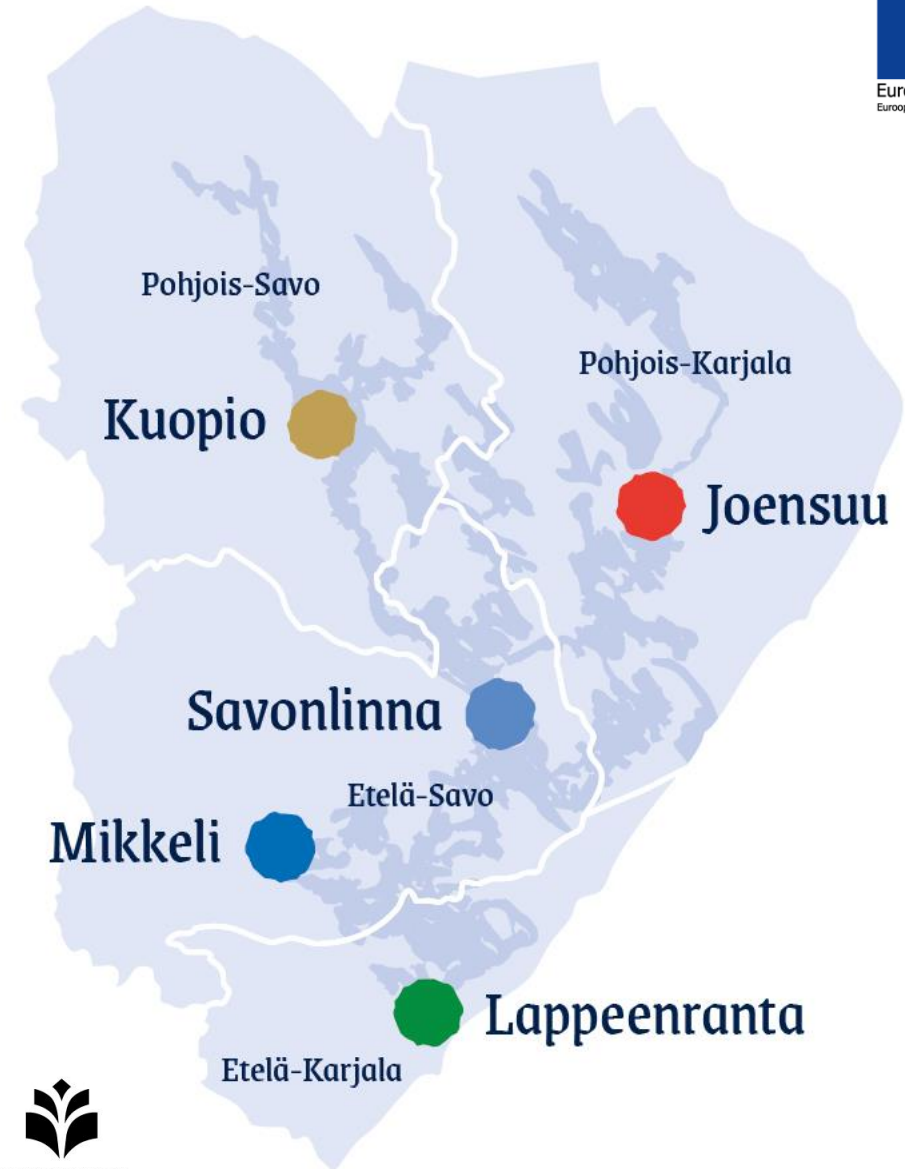 Pohjois-Savo
Pohjois-Karjala
Kuopio
Joensuu
Savonlinna
Etelä-Savo
Mikkeli
Lappeenranta
Etelä-Karjala